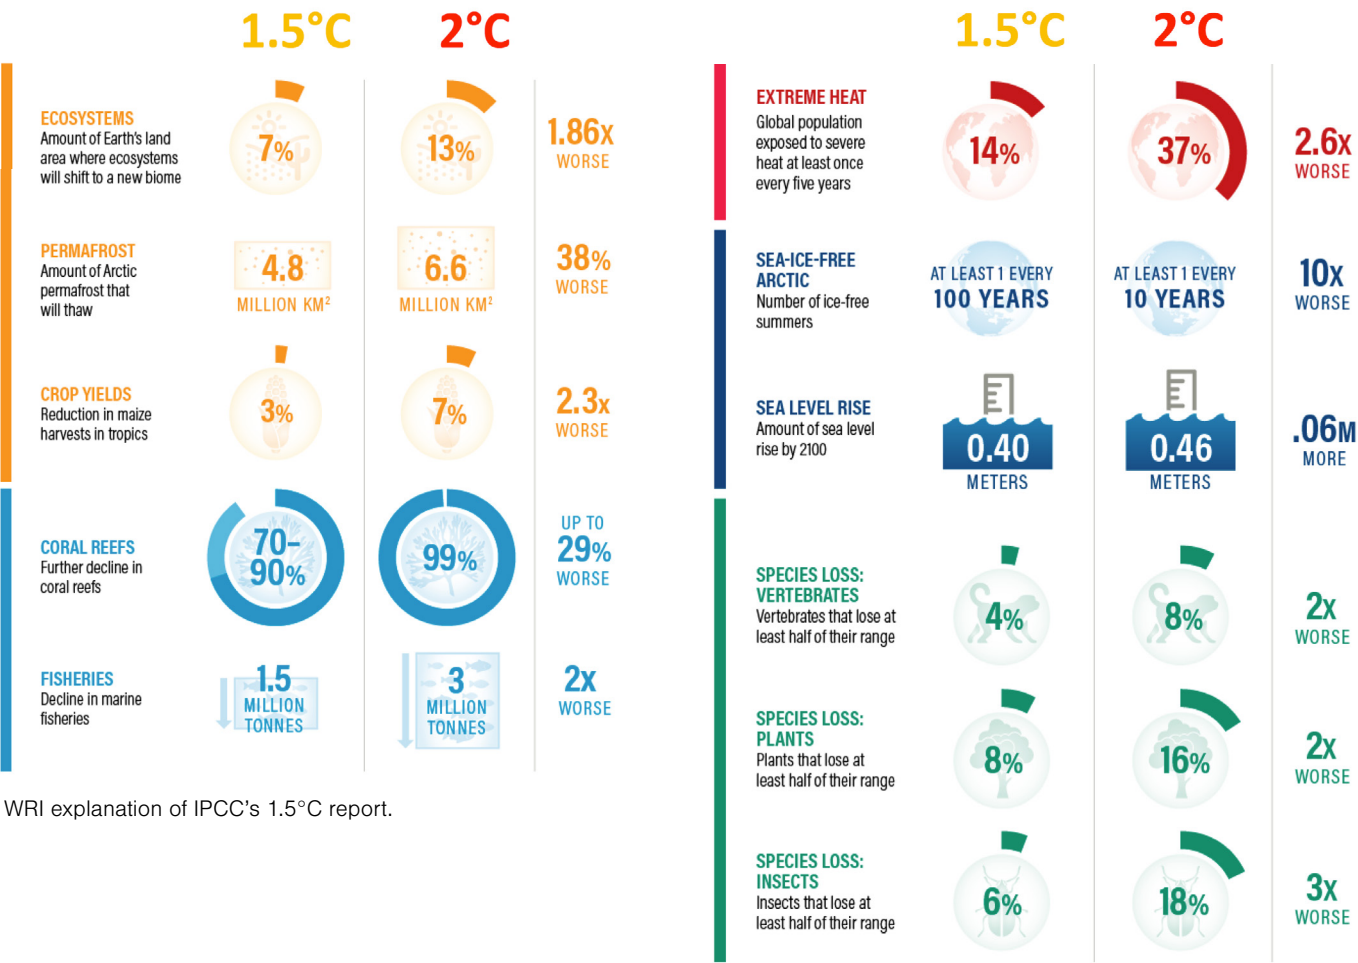 1.5°C
2°C
ECOSYSTEMS
Amount of Earth's land
area where ecosystems
will shift to a new biome
7%
13%
1.86X
WORSE
PERMAFROST
Amount of Arctic
permafrost that
will thaw
4.8
MILLION KM²
6.6
MILLION KM²
38%
WORSE
CROP YIELDS
Reduction in maize
harvests in tropics
3%
7%
2.3X
WORSE
CORAL REEFS
Further decline in
coral reefs
70–
90%
99%
UP TO
29%
WORSE
FISHERIES
Decline in marine
fisheries
1.5
MILLION
TONNES
3
MILLION
TONNES
2X
WORSE
WRI explanation of IPCC's 1.5°C report.
1.5°C
2°C
EXTREME HEAT
Global population
exposed to severe
heat at least once
every five years
14%
37%
2.6X
WORSE
SEA-ICE-FREE
ARCTIC
Number of ice-free
summers
AT LEAST 1 EVERY
100 YEARS
AT LEAST 1 EVERY
10 YEARS
10X
WORSE
SEA LEVEL RISE
Amount of sea level
rise by 2100
0.40
METERS
0.46
METERS
.06M
MORE
SPECIES LOSS:
VERTEBRATES
Vertebrates that lose at
least half of their range
4%
8%
2X
WORSE
SPECIES LOSS:
PLANTS
Plants that lose at
least half of their range
8%
16%
2X
WORSE
SPECIES LOSS:
INSECTS
Insects that lose at
least half of their range
6%
18%
3X
WORSE